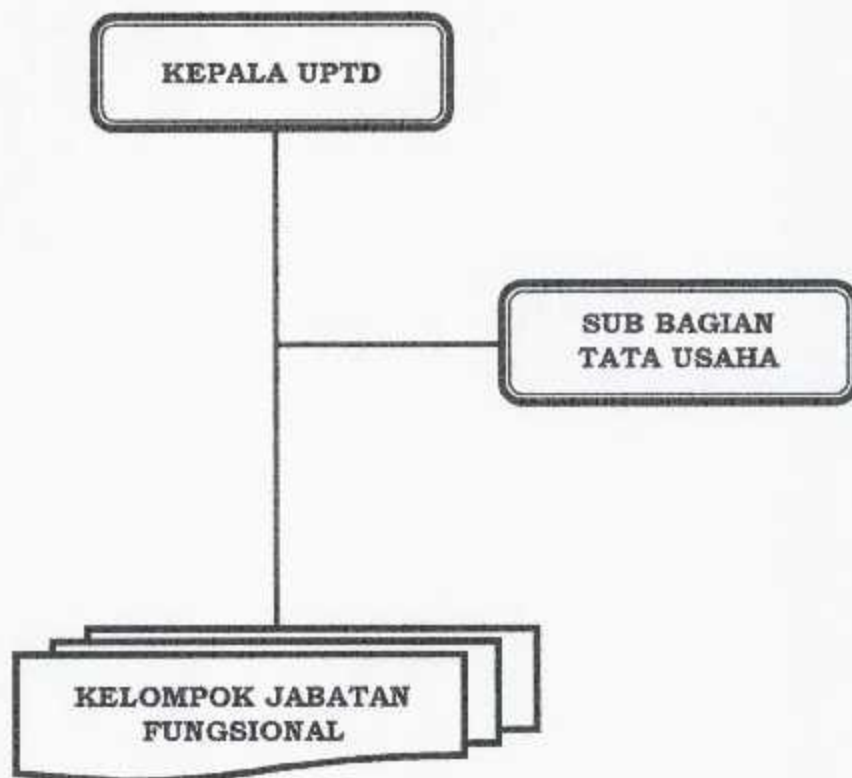 KEPALA UPTD
SUB BAGIAN
TATA USAHA
KELOMPOK JABATAN
FUNGSIONAL